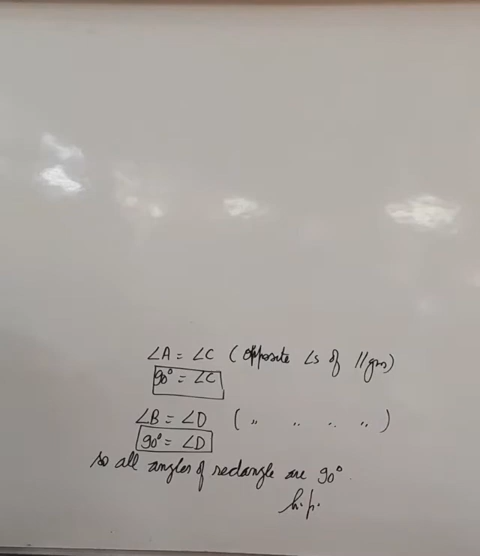 ∠A = ∠C (opposite ∠s of //gm)
90° = ∠C
∠B = ∠D ( " " " " )
90° = ∠D
so all angles of rectangle are 90°.
h.p.